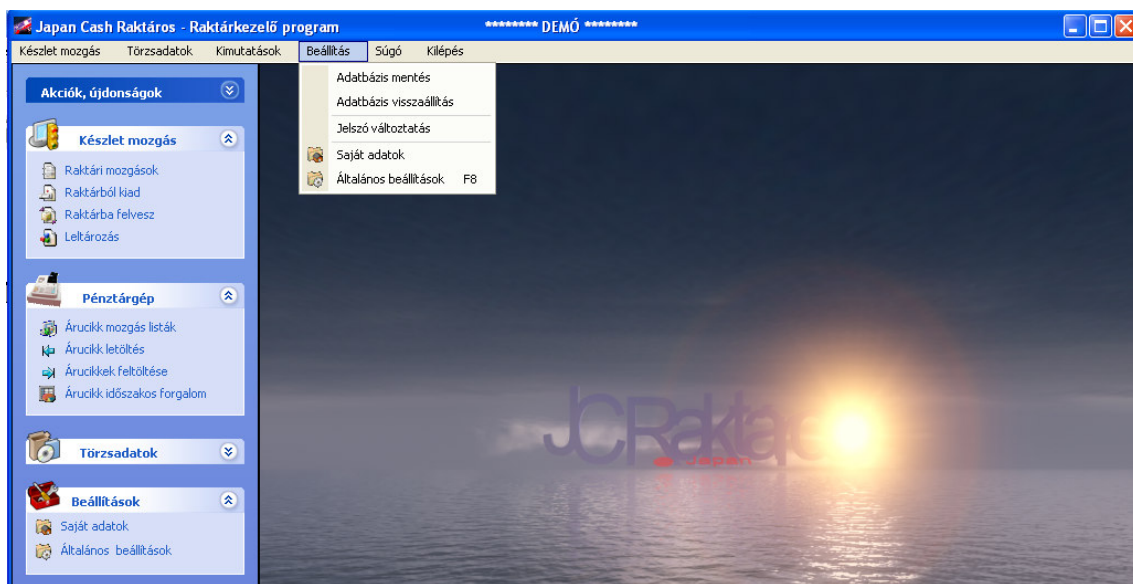 Japan Cash Raktáros - Raktárkezelő program ******** DEMÓ ********
Készlet mozgás Törzsadatok Kimutatások Beállítás Súgó Kilépés
Adatbázis mentés
Adatbázis visszaállítás
Jelszó változtatás
Saját adatok
Általános beállítások F8
Akciók, újdonságok
Készlet mozgás
Raktári mozgások
Raktárból kiad
Raktárba felvesz
Leltározás
Pénztárgép
Árucikk mozgás listák
Árucikk letöltés
Árucikkek feltöltése
Árucikk időszakos forgalom
Törzsadatok
Beállítások
Saját adatok
Általános beállítások
Japan